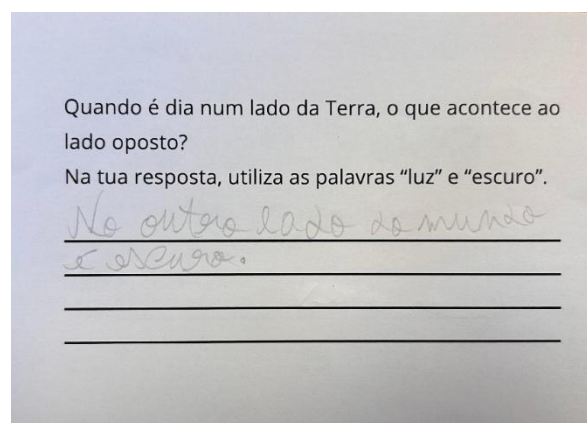 Quando é dia num lado da Terra, o que acontece ao
lado oposto?
Na tua resposta, utiliza as palavras “luz” e “escuro”.
No outro lado do mundo
é escuro.